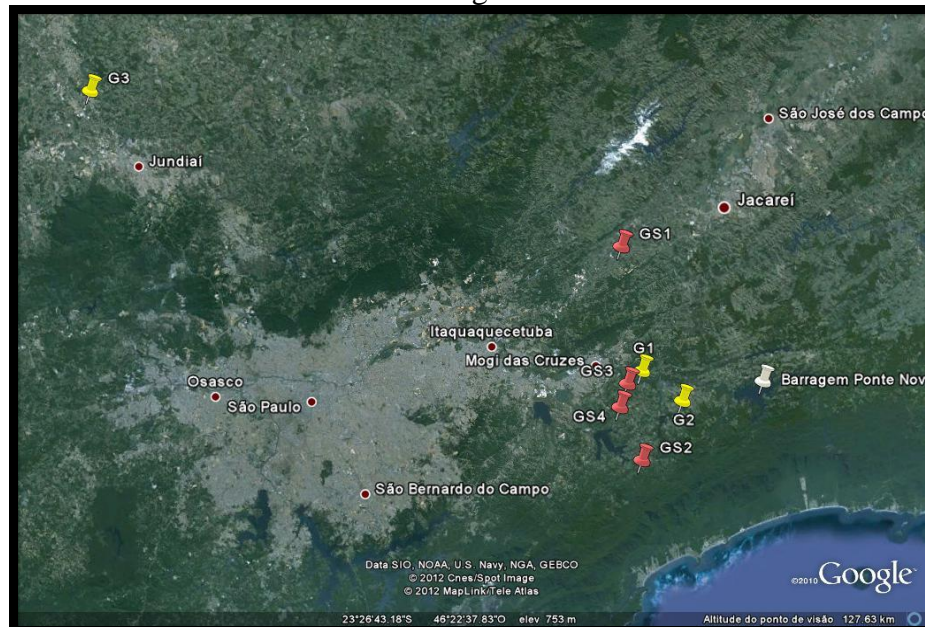 G3
São José dos Campo
Jundiaí
Jacareí
GS1
Itaquaquecetuba
G1
Mogi das Cruzes
GS3
Barragem Ponte Nov
Osasco
São Paulo
GS4
G2
GS2
São Bernardo do Campo
Data SIO, NOAA, U.S. Navy, NGA, GEBCO
© 2012 Cnes/Spot Image
© 2012 MapLink/Tele Atlas
©2010 Google
23°26'43.18"S 46°22'37.83"O elev 753 m Altitude do ponto de visão 127.63 km